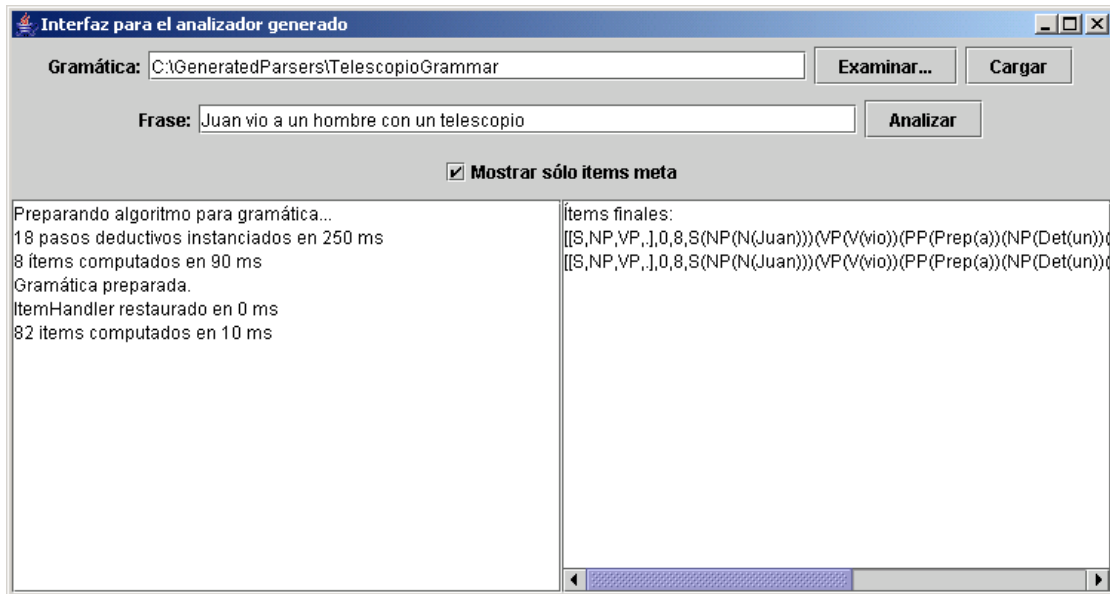 Interfaz para el analizador generado
Gramática: C:\GeneratedParsers\TelescopioGrammar Examinar... Cargar
Frase: Juan vio a un hombre con un telescopio Analizar
Mostrar sólo items meta
Preparando algoritmo para gramática...
18 pasos deductivos instanciados en 250 ms
8 ítems computados en 90 ms
Gramática preparada.
ItemHandler restaurado en 0 ms
82 items computados en 10 ms
Ítems finales:
[[S,NP,VP,.],0,8,S(NP(N(Juan)))(VP(V(vio))(PP(Prep(a))(NP(Det(un))(
[[S,NP,VP,.],0,8,S(NP(N(Juan)))(VP(V(vio))(PP(Prep(a))(NP(Det(un))(